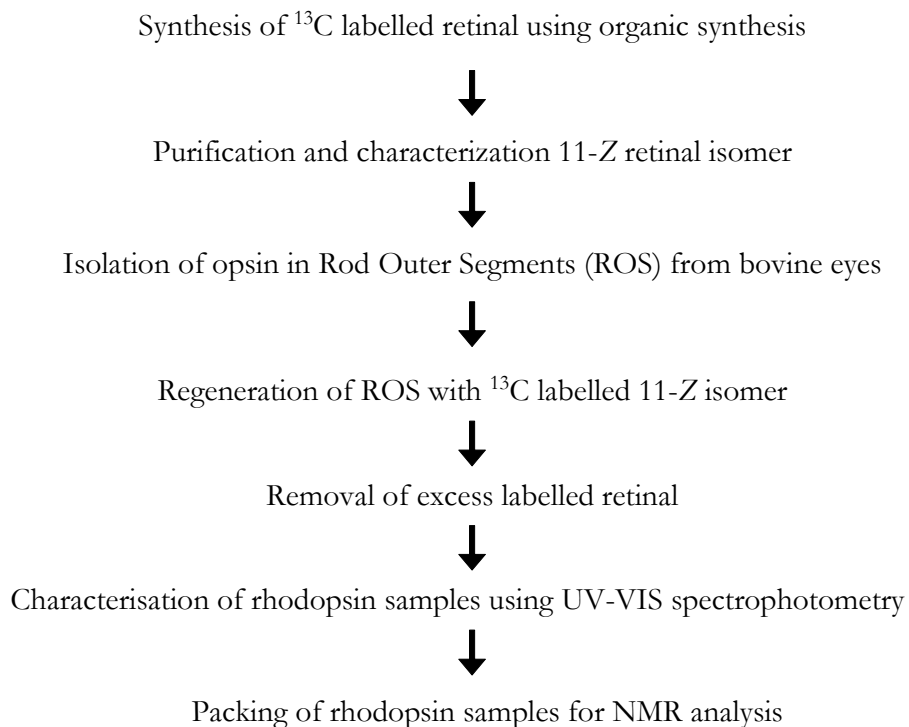 Synthesis of ¹³C labelled retinal using organic synthesis
Purification and characterization 11-Z retinal isomer
Isolation of opsin in Rod Outer Segments (ROS) from bovine eyes
Regeneration of ROS with ¹³C labelled 11-Z isomer
Removal of excess labelled retinal
Characterisation of rhodopsin samples using UV-VIS spectrophotometry
Packing of rhodopsin samples for NMR analysis